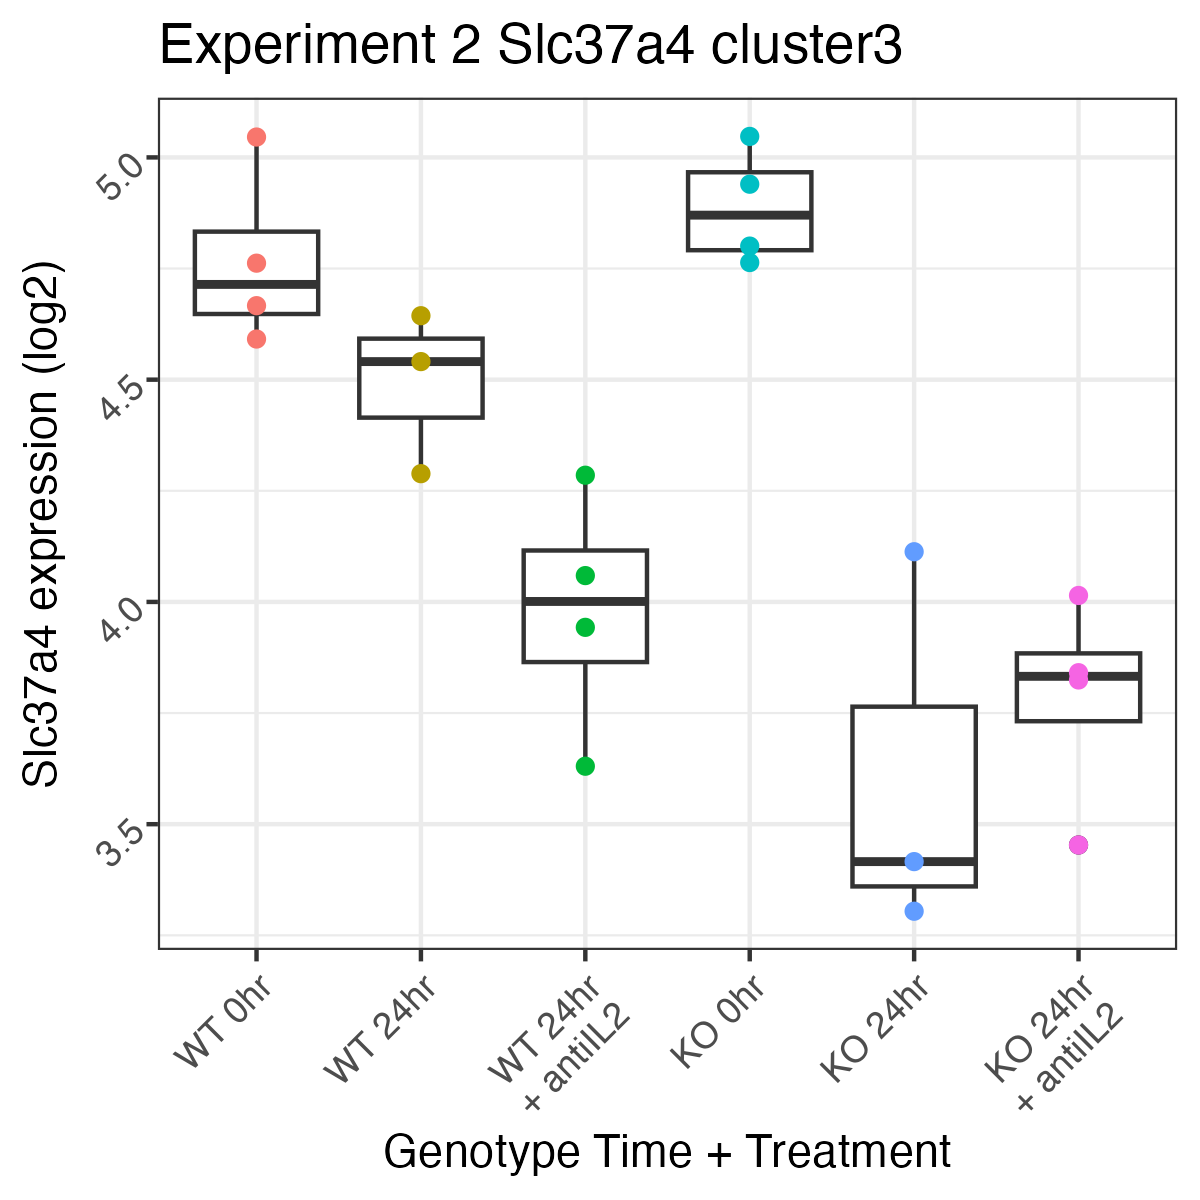 Experiment 2 Slc37a4 cluster3
Slc37a4 expression (log2)
5.0
4.5
4.0
3.5
WT 0hr
WT 24hr
WT 24hr
+ antiIL2
KO 0hr
KO 24hr
KO 24hr
+ antiIL2
Genotype Time + Treatment